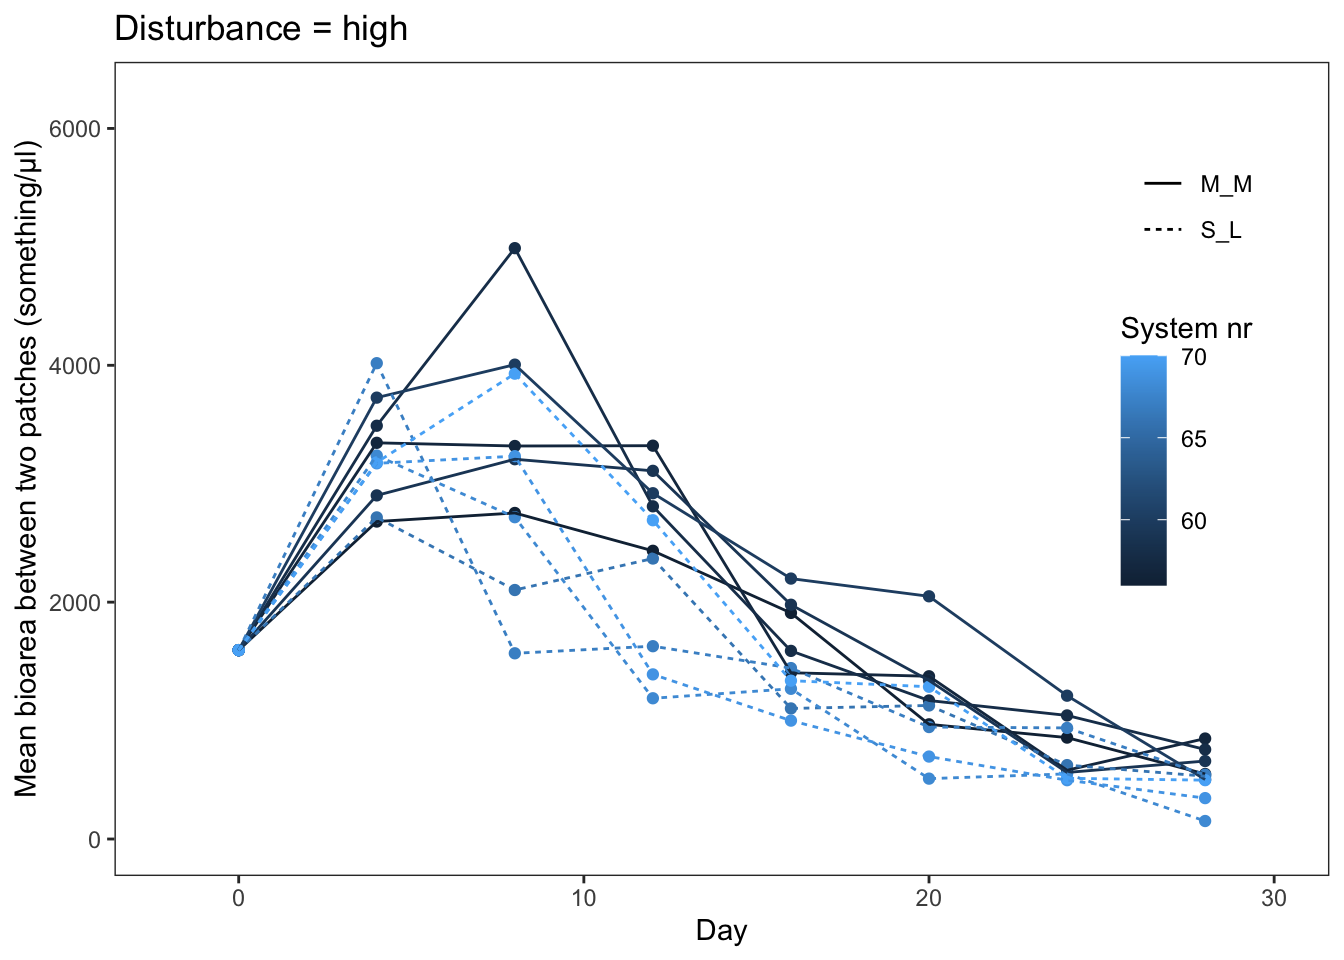 Disturbance = high
Mean bioarea between two patches (something/µl)
6000
4000
2000
0
M_M
S_L
System nr
70
65
60
0
10
20
30
Day